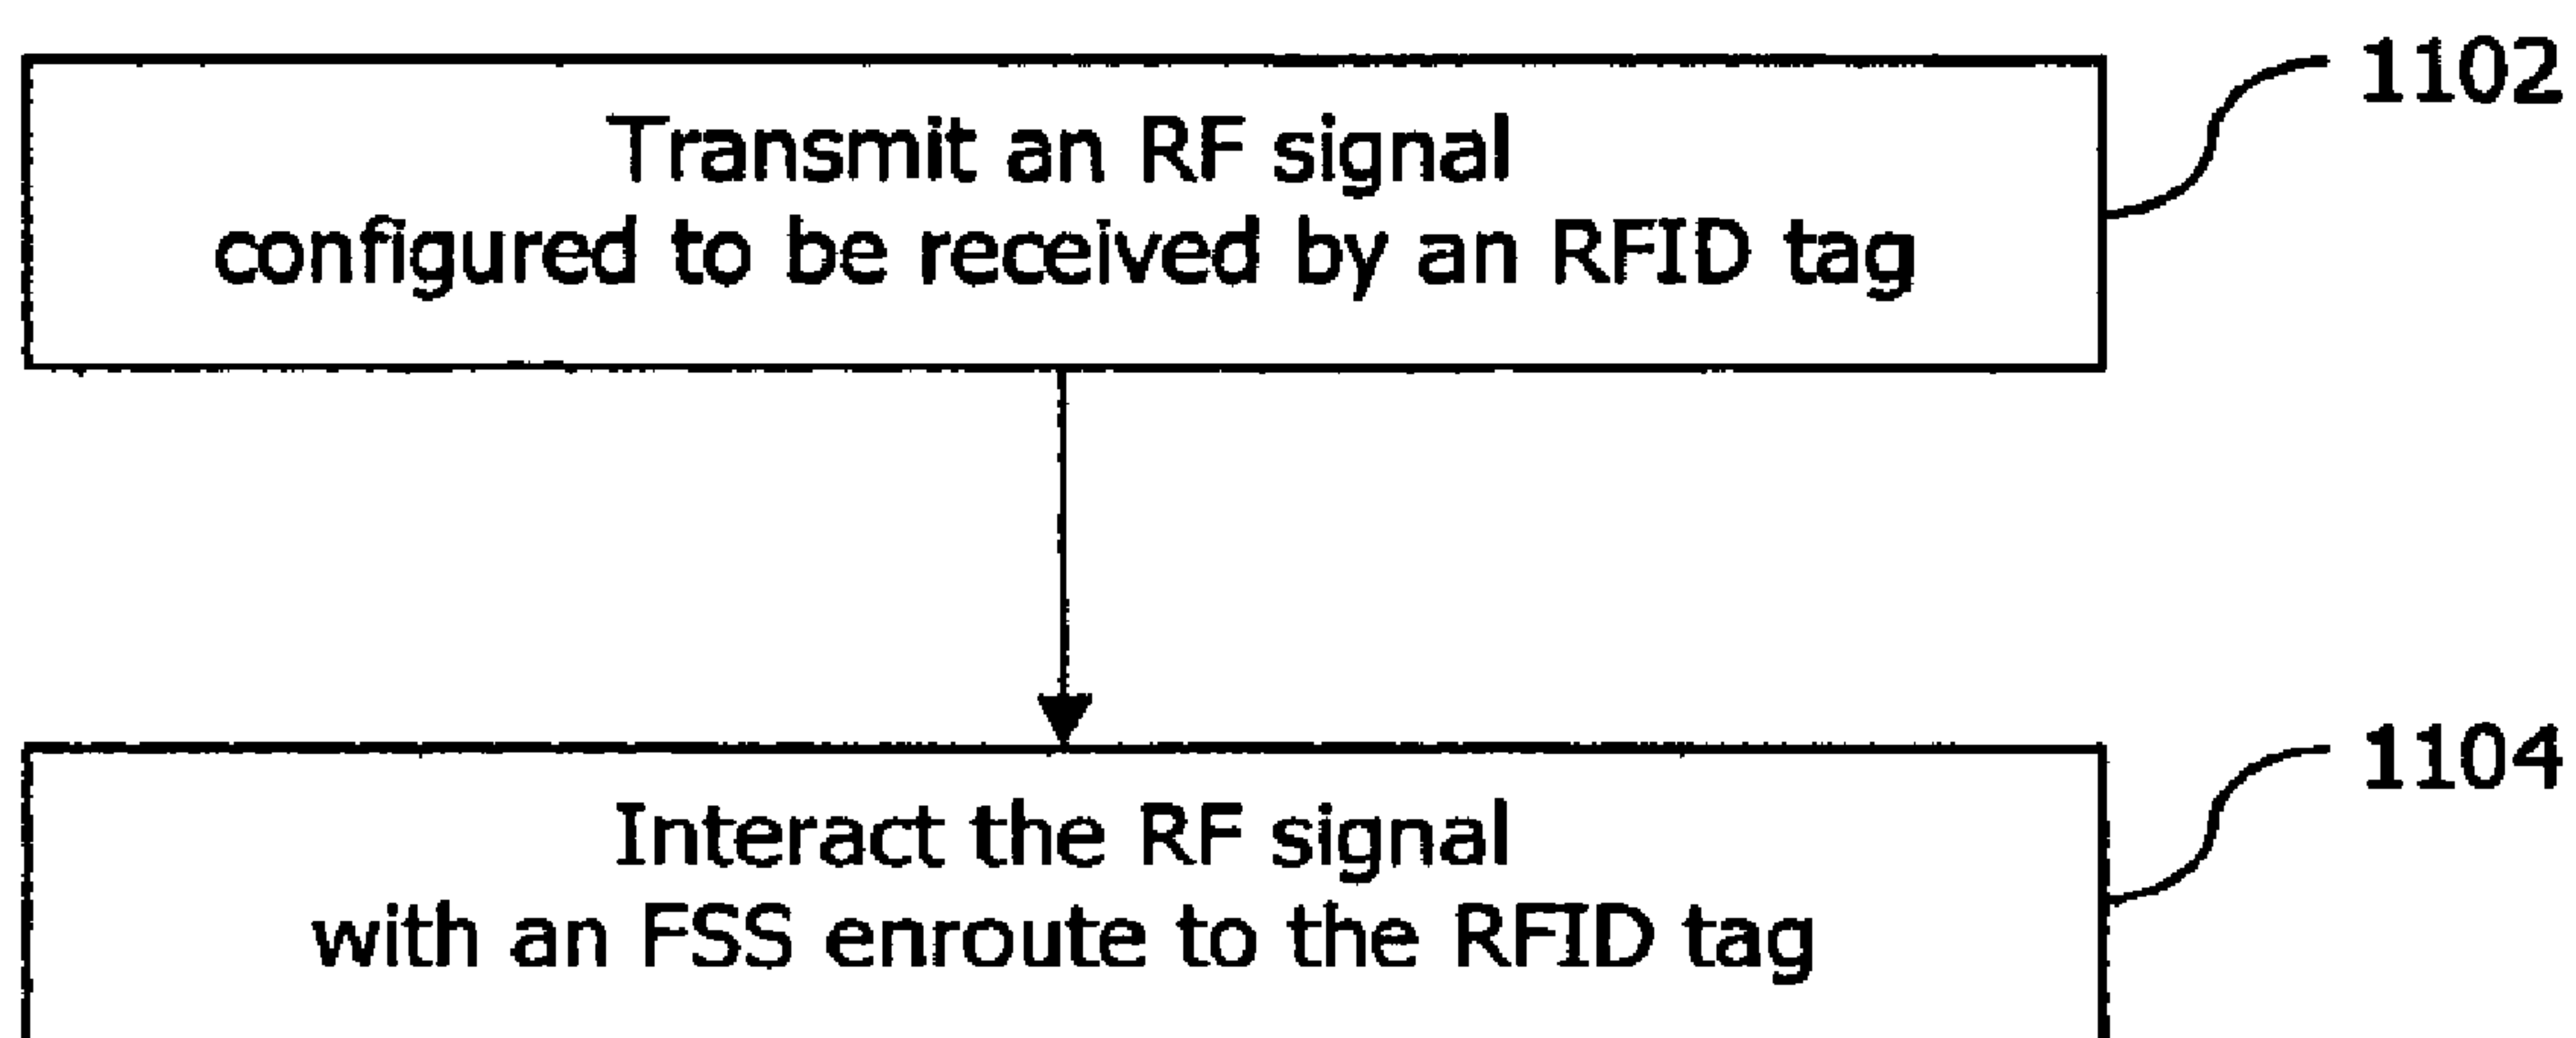 1102
Transmit an RF signal
configured to be received by an RFID tag
1104
Interact the RF signal
with an FSS enroute to the RFID tag